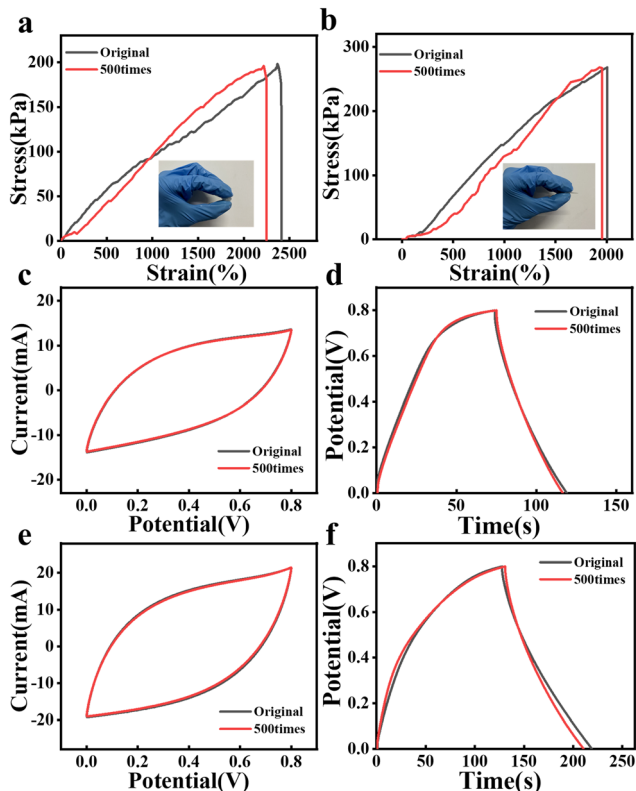 a
Original
500times
Stress(kPa)
200
150
100
50
0
0 500 1000 1500 2000 2500
Strain(%)
b
Original
500times
Stress(kPa)
300
200
100
0
0 500 1000 1500 2000
Strain(%)
c
Original
500times
Current(mA)
20
10
0
-10
-20
0.0 0.2 0.4 0.6 0.8
Potential(V)
d
Original
500times
Potential(V)
0.8
0.6
0.4
0.2
0.0
0 50 100 150
Time(s)
e
Original
500times
Current(mA)
20
10
0
-10
-20
0.0 0.2 0.4 0.6 0.8
Potential(V)
f
Original
500times
Potential(V)
0.8
0.6
0.4
0.2
0.0
0 50 100 150 200 250
Time(s)